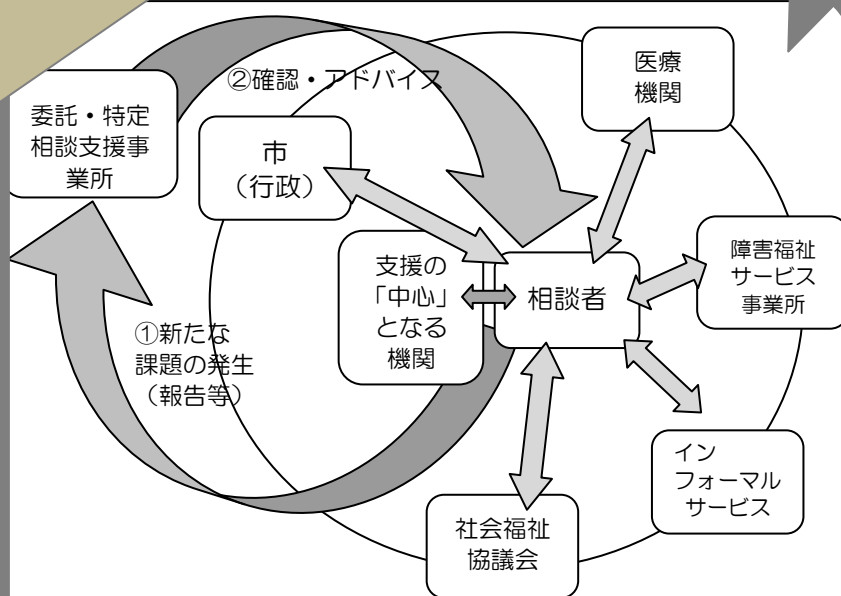 ②確認・アドバイス
医療
機関
委託・特定
相談支援事
業所
市
（行政）
障害福祉
サービス
事業所
支援の
「中心」
となる
機関
相談者
①新たな
課題の発生
（報告等）
イン
フォーマル
サービス
社会福祉
協議会